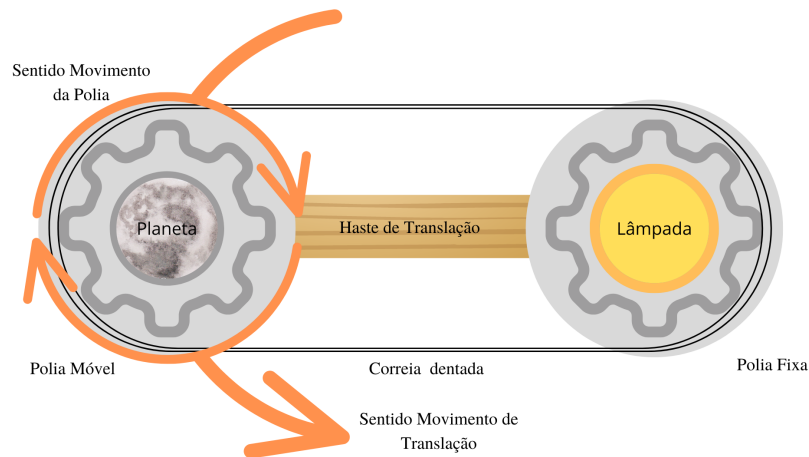 Sentido Movimento
da Polia
Planeta
Haste de Translação
Lâmpada
Polia Móvel
Correia dentada
Polia Fixa
Sentido Movimento de
Translação